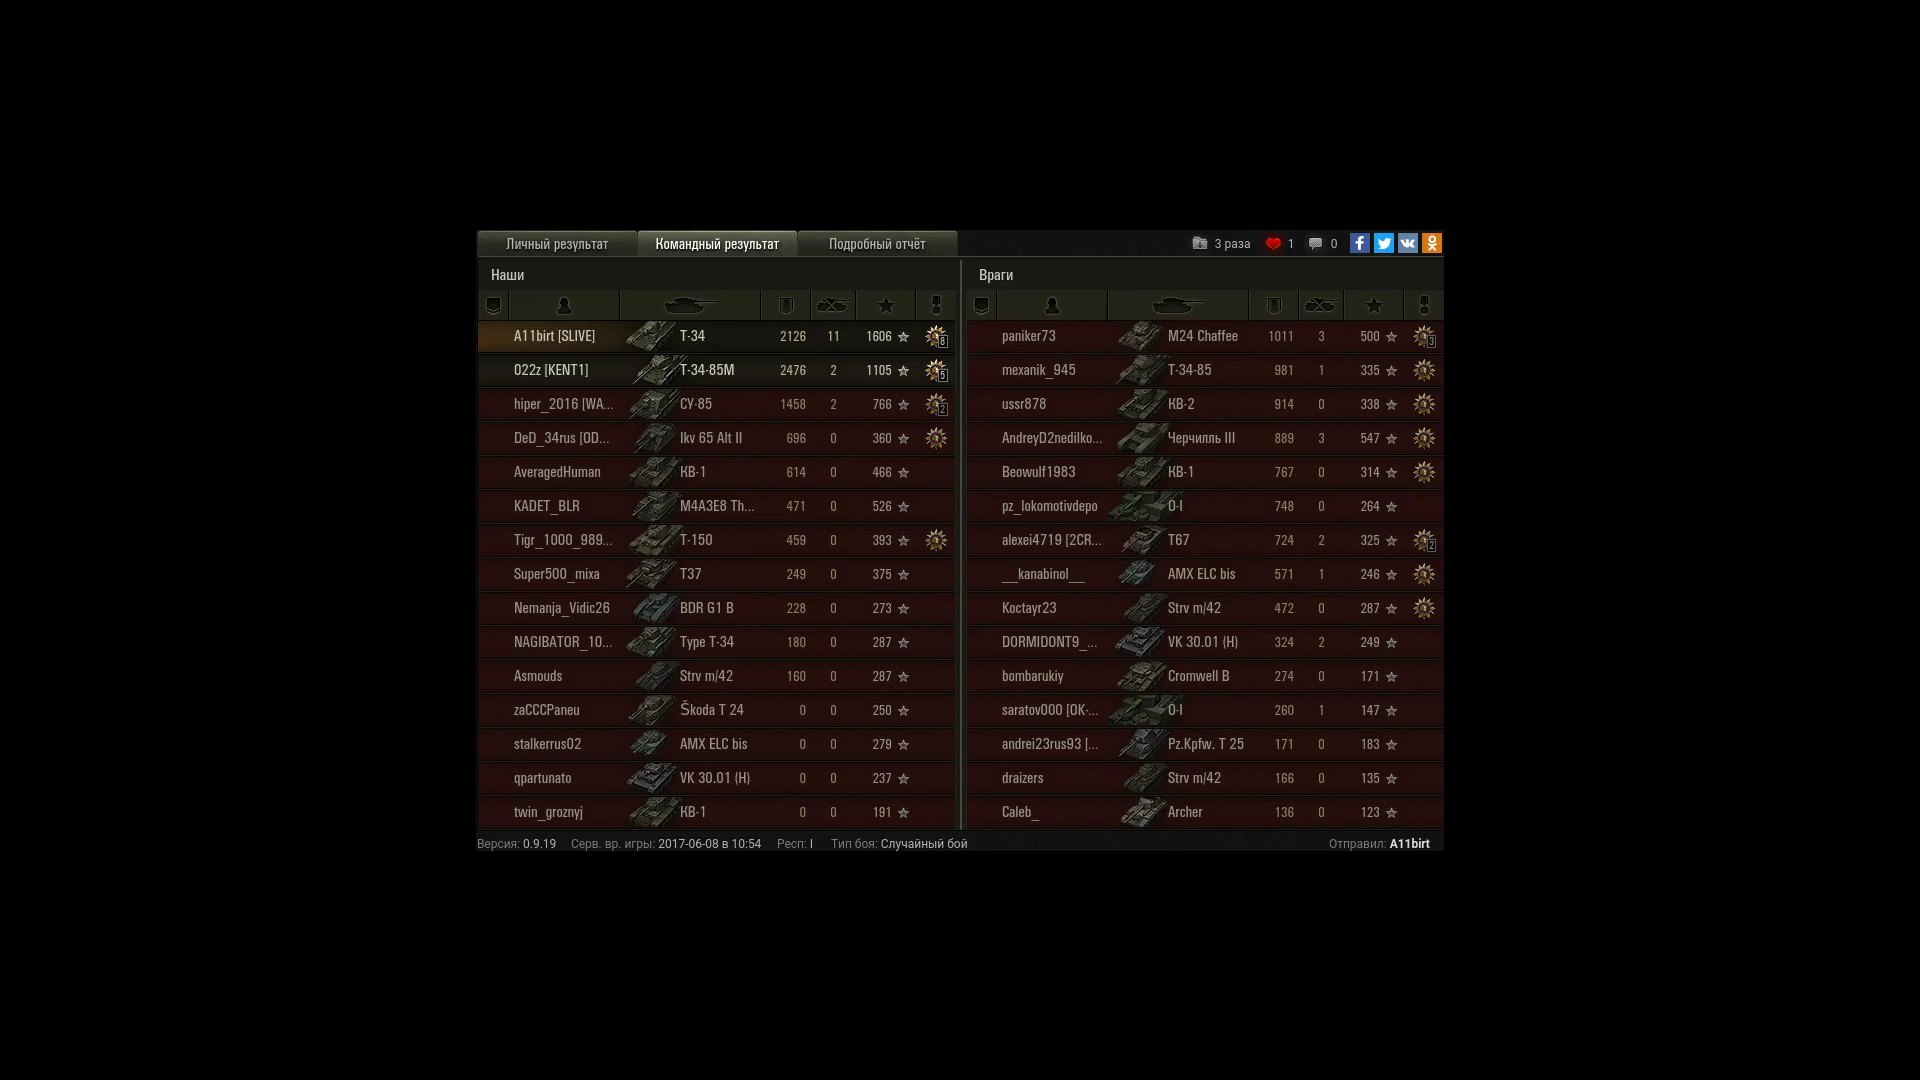 Личный результат Командный результат Подробный отчёт 3 раза 1 0
Наши Враги
A11birt [SLIVE] Т-34 2126 11 1606 8
O22z [KENT1] Т-34-85М 2476 2 1105 5
hiper_2016 [WA... СУ-85 1458 2 766 2
DeD_34rus [OD... Ikv 65 Alt II 696 0 360
AveragedHuman КВ-1 614 0 466
KADET_BLR M4A3E8 Th... 471 0 526
Tigr_1000_989... Т-150 459 0 393
Super500_mixa T37 249 0 375
Nemanja_Vidic26 BDR G1 B 228 0 273
NAGIBATOR_10... Type T-34 180 0 287
Asmouds Strv m/42 160 0 287
zaCCCPaneu Škoda T 24 0 0 250
stalkerrus02 AMX ELC bis 0 0 279
qpartunato VK 30.01 (H) 0 0 237
twin_groznyj КВ-1 0 0 191
paniker73 M24 Chaffee 1011 3 500 3
mexanik_945 Т-34-85 981 1 335
ussr878 КВ-2 914 0 338
AndreyD2nedilko... Черчилль III 889 3 547
Beowulf1983 КВ-1 767 0 314
pz_lokomotivdepo O-I 748 0 264
alexei4719 [2CR... T67 724 2 325 2
__kanabinol__ AMX ELC bis 571 1 246
Koctayr23 Strv m/42 472 0 287
DORMIDONT9_... VK 30.01 (H) 324 2 249
bombarukiy Cromwell B 274 0 171
saratov000 [OK-... O-I 260 1 147
andrei23rus93 [... Pz.Kpfw. T 25 171 0 183
draizers Strv m/42 166 0 135
Caleb_ Archer 136 0 123
Версия: 0.9.19 Серв. вр. игры: 2017-06-08 в 10:54 Респ: I Тип боя: Случайный бой Отправил: A11birt